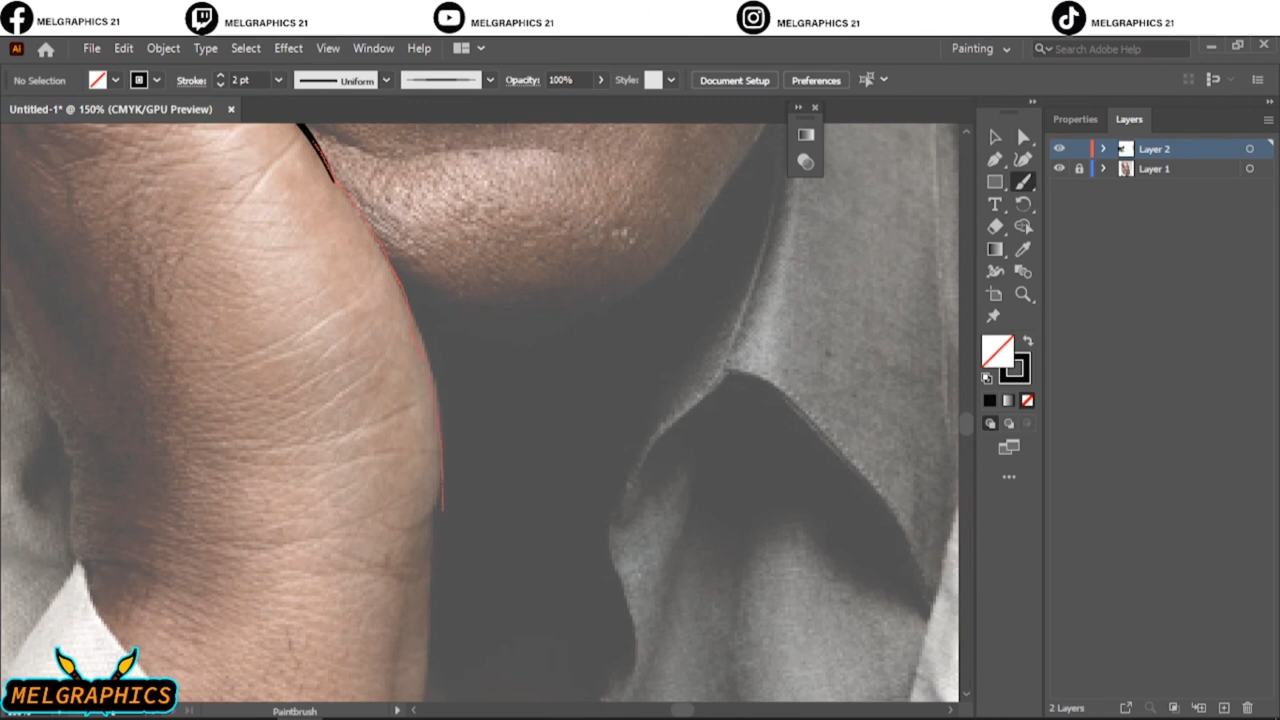 MELGRAPHICS 21
MELGRAPHICS 21
MELGRAPHICS 21
MELGRAPHICS 21
MELGRAPHICS 21
Ai File Edit Object Type Select Effect View Window Help Painting Search Adobe Help
No Selection Stroke: 2 pt Uniform Opacity: 100% Style: Document Setup Preferences
Untitled-1* @ 150% (CMYK/GPU Preview)
Properties Layers
Layer 2
Layer 1
MELGRAPHICS
Paintbrush
2 Layers